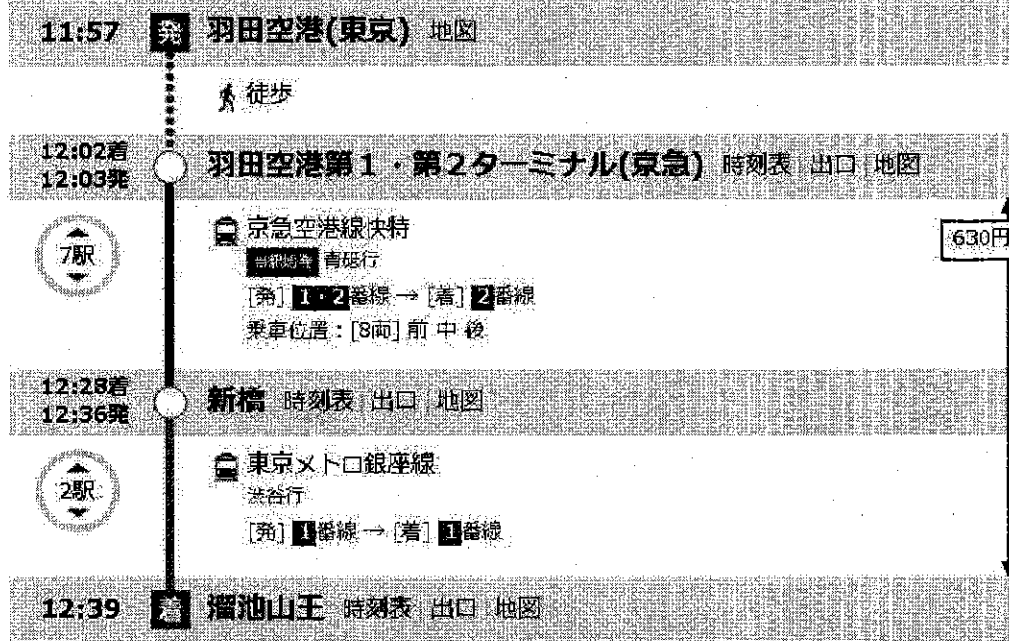 11:57 発 羽田空港(東京) 地図
徒歩
12:02着
12:03発
羽田空港第1・第2ターミナル(京急) 時刻表 出口 地図
7駅
京急空港線快特
青砥行
[発] 1・2番線 → [着] 2番線
乗車位置:[8両] 前 中 後
630円
12:28着
12:36発
新橋 時刻表 出口 地図
2駅
東京メトロ銀座線
渋谷行
[発] 1番線 → [着] 1番線
12:39 着 溜池山王 時刻表 出口 地図